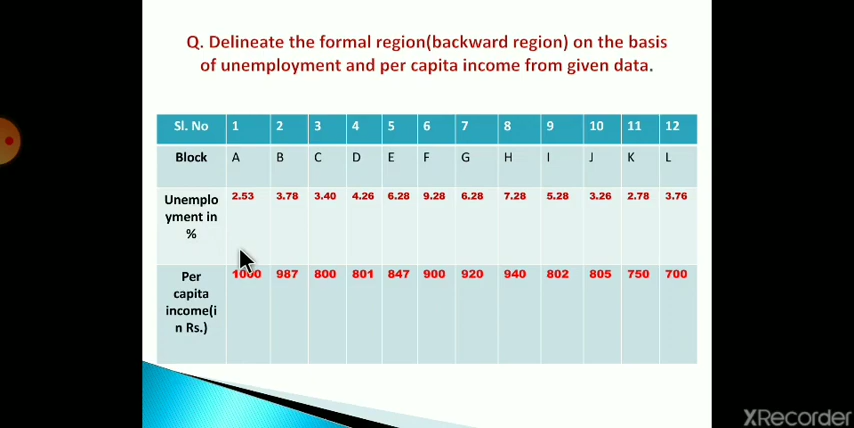 Q. Delineate the formal region(backward region) on the basis
of unemployment and per capita income from given data.
Sl. No 1 2 3 4 5 6 7 8 9 10 11 12
Block A B C D E F G H I J K L
Unemplo 2.53 3.78 3.40 4.26 6.28 9.28 6.28 7.28 5.28 3.26 2.78 3.76
yment in
%
Per 1000 987 800 801 847 900 920 940 802 805 750 700
capita
income(i
n Rs.)
XRecorder